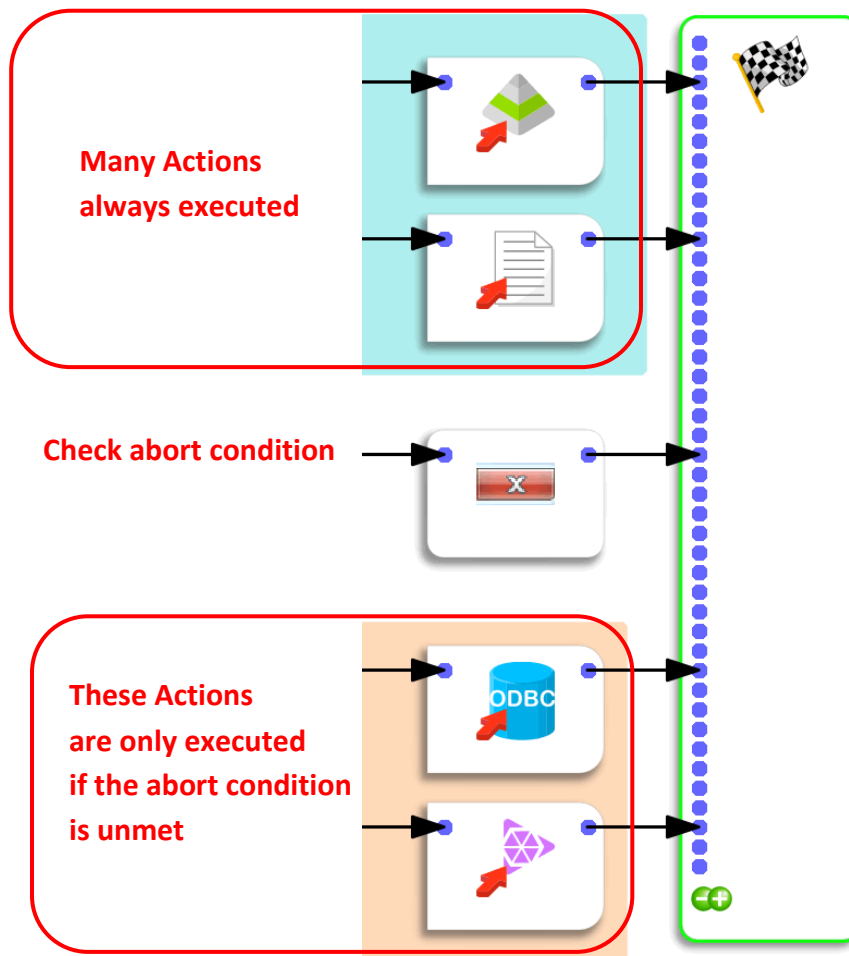 Many Actions
always executed
Check abort condition
X
These Actions
are only executed
if the abort condition
is unmet
ODBC